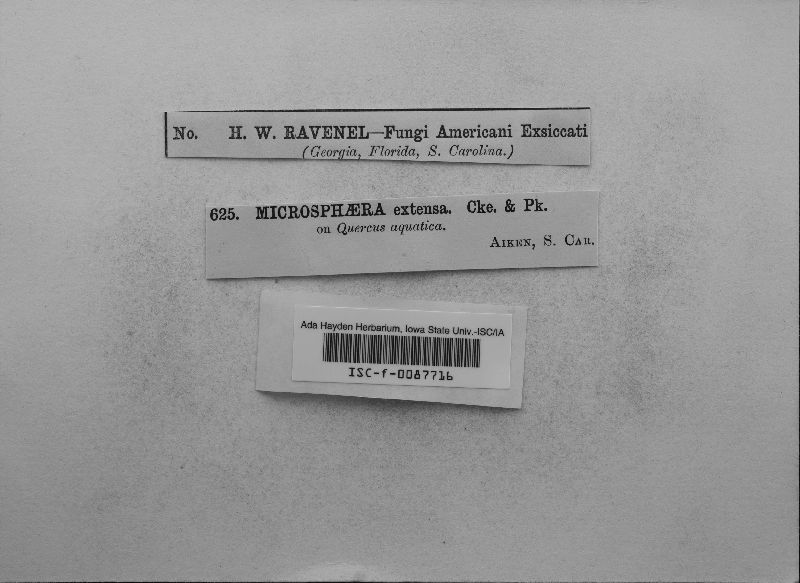 No. H. W. RAVENEL—Fungi Americani Exsiccati
(Georgia, Florida, S. Carolina.)
625. MICROSPHÆRA extensa. Cke. & Pk.
on Quercus aquatica.
AIKEN, S. CAR.
Ada Hayden Herbarium, Iowa State Univ.-ISC/IA
ISC-f-0087716